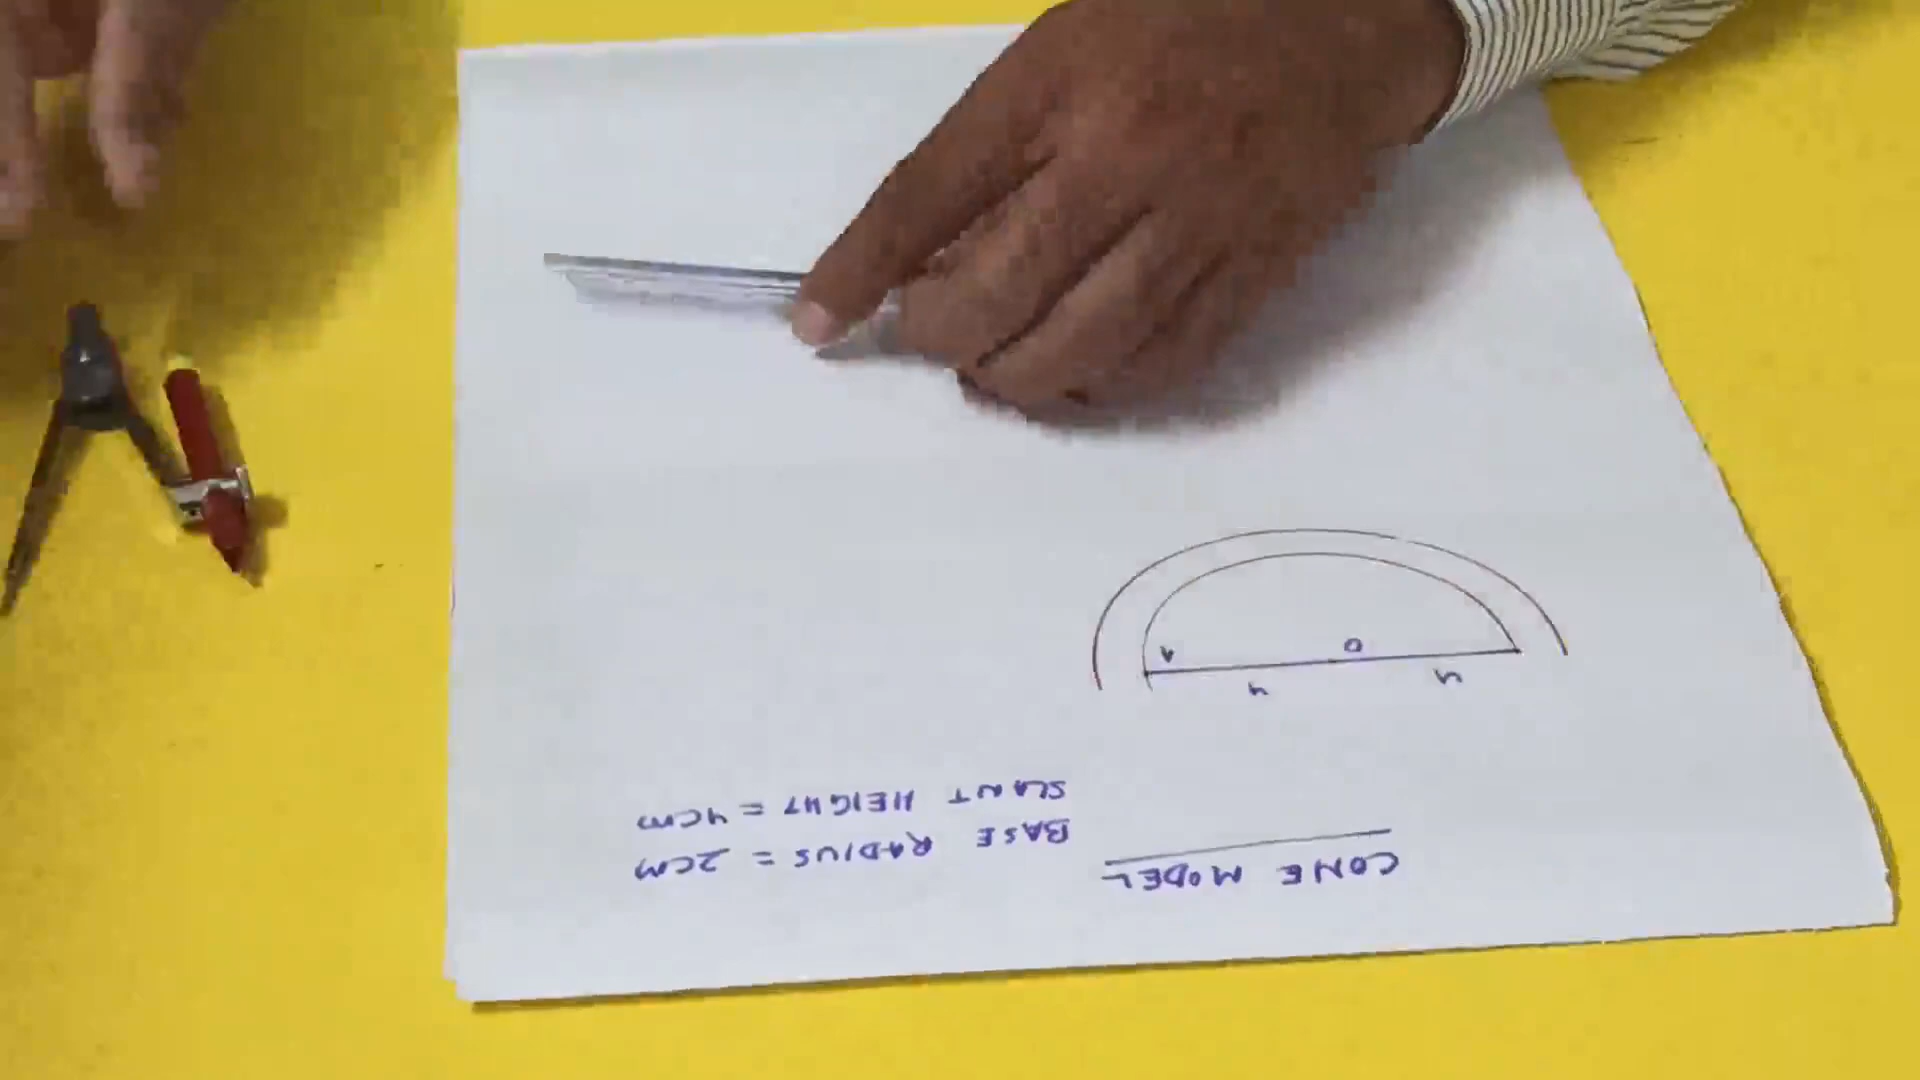 CONE MODEL
BASE RADIUS = 2CM
SLANT HEIGHT = 4CM
4 4
O A